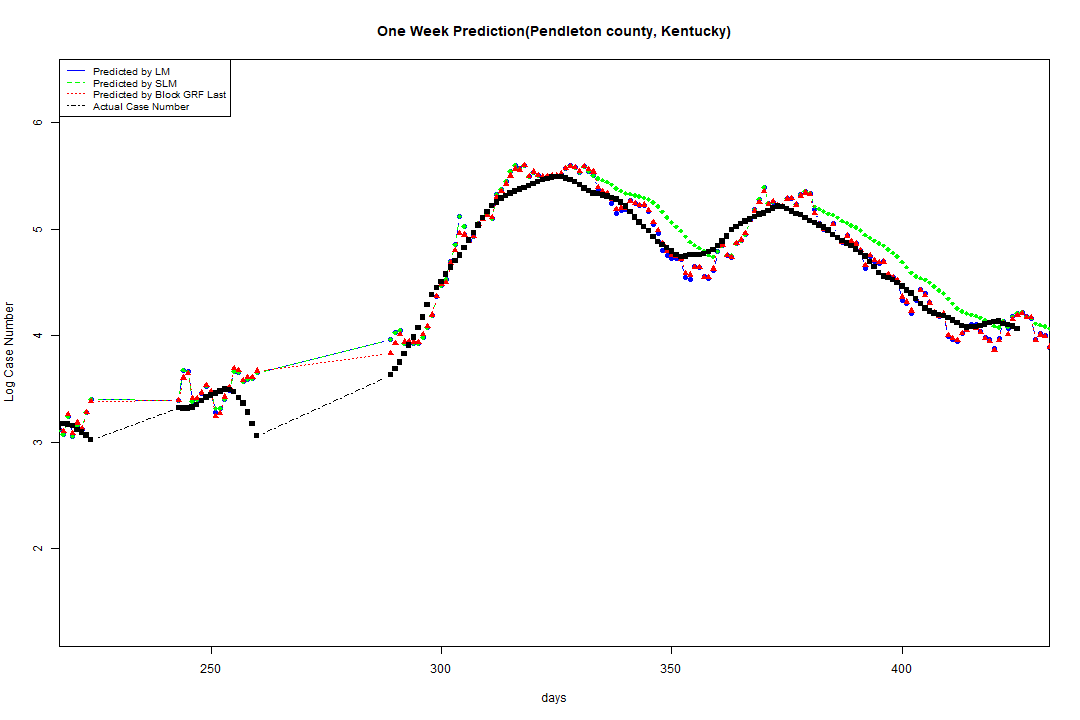 One Week Prediction(Pendleton county, Kentucky)
Predicted by LM
Predicted by SLM
Predicted by Block GRF Last
Actual Case Number
Log Case Number
6
5
4
3
2
250
300
350
400
days